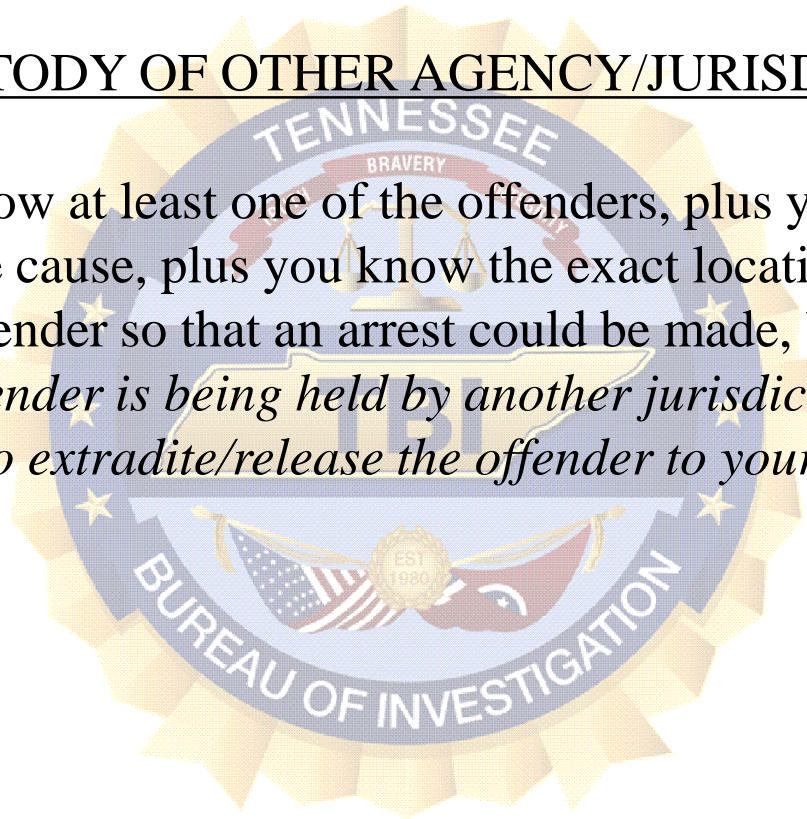 TODY OF OTHER AGENCY/JURISD
TENNESSEE
BRAVERY
ow at least one of the offenders, plus y
e cause, plus you know the exact locati
ender so that an arrest could be made,
ender is being held by another jurisdic
o extradite/release the offender to your
TBI
EST
1980
BUREAU OF INVESTIGATION